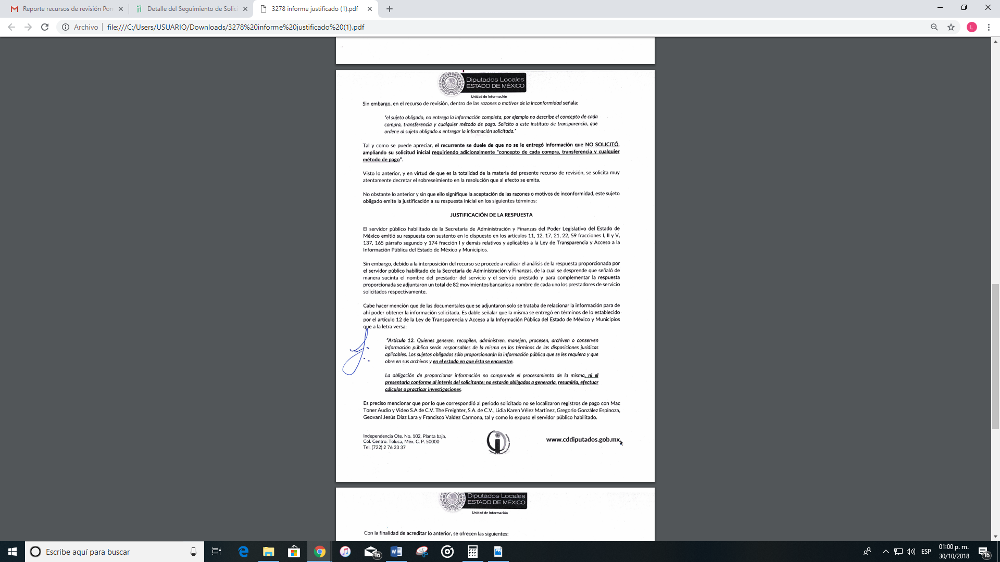 Reporte recursos de revisión Pon
Detalle del Seguimiento de Solici
3278 informe justificado (1).pdf
Archivo
file:///C:/Users/USUARIO/Downloads/3278%20informe%20justificado%20(1).pdf
L
Diputados Locales
ESTADO DE MÉXICO
Unidad de Información
Sin embargo, en el recurso de revisión, dentro de las razones o motivos de la inconformidad señala:
"el sujeto obligado, no entrega la información completa, por ejemplo no describe el concepto de cada
compra, transferencia y cualquier método de pago. Solicito a este instituto de transparencia, que
ordene al sujeto obligado a entregar la información solicitada."
Tal y como se puede apreciar, el recurrente se duele de que no se le entregó información que NO SOLICITÓ,
ampliando su solicitud inicial requiriendo adicionalmente "concepto de cada compra, transferencia y cualquier
método de pago".
Visto lo anterior, y en virtud de que es la totalidad de la materia del presente recurso de revisión, se solicita muy
atentamente decretar el sobreseimiento en la resolución que al efecto se emita.
No obstante lo anterior y sin que ello signifique la aceptación de las razones o motivos de inconformidad, este sujeto
obligado emite la justificación a su respuesta inicial en los siguientes términos:
JUSTIFICACIÓN DE LA RESPUESTA
El servidor público habilitado de la Secretaría de Administración y Finanzas del Poder Legislativo del Estado de
México emitió su respuesta con sustento en lo dispuesto en los artículos 11, 12, 17, 21, 22, 59 fracciones I, II y V,
137, 165 párrafo segundo y 174 fracción I y demás relativos y aplicables a la Ley de Transparencia y Acceso a la
Información Pública del Estado de México y Municipios.
Sin embargo, debido a la interposición del recurso se procede a realizar el análisis de la respuesta proporcionada por
el servidor público habilitado de la Secretaría de Administración y Finanzas, de la cual se desprende que señaló de
manera sucinta el nombre del prestador del servicio y el servicio prestado y para complementar la respuesta
proporcionada se adjuntaron un total de 82 movimientos bancarios a nombre de cada uno los prestadores de servicio
solicitados respectivamente.
Cabe hacer mención que de las documentales que se adjuntaron solo se trataba de relacionar la información para de
ahí poder obtener la información solicitada. Es dable señalar que la misma se entregó en términos de lo establecido
por el artículo 12 de la Ley de Transparencia y Acceso a la Información Pública del Estado de México y Municipios
que a la letra versa:
"Artículo 12. Quienes generen, recopilen, administren, manejen, procesen, archiven o conserven
información pública serán responsables de la misma en los términos de las disposiciones jurídicas
aplicables. Los sujetos obligados sólo proporcionarán la información pública que se les requiera y que
obre en sus archivos y en el estado en que ésta se encuentre.
La obligación de proporcionar información no comprende el procesamiento de la misma, ni el
presentarla conforme al interés del solicitante; no estarán obligados a generarla, resumirla, efectuar
cálculos o practicar investigaciones.
Es preciso mencionar que por lo que correspondió al periodo solicitado no se localizaron registros de pago con Mac
Toner Audio y Video S.A de C.V. The Freighter, S.A. de C.V., Lidia Karen Vélez Martínez, Gregorio González Espinoza,
Geovani Jesús Díaz Lara y Francisco Valdez Carmona, tal y como lo expuso el servidor público habilitado.
Independencia Ote. No. 102, Planta baja,
Col. Centro. Toluca, Méx. C. P. 50000
Tel. (722) 2 76 23 37
www.cddiputados.gob.mx
Diputados Locales
ESTADO DE MÉXICO
Unidad de Información
Con la finalidad de acreditar lo anterior, se ofrecen las siguientes:
Escribe aquí para buscar
16
ESP
01:00 p. m.
30/10/2018
16